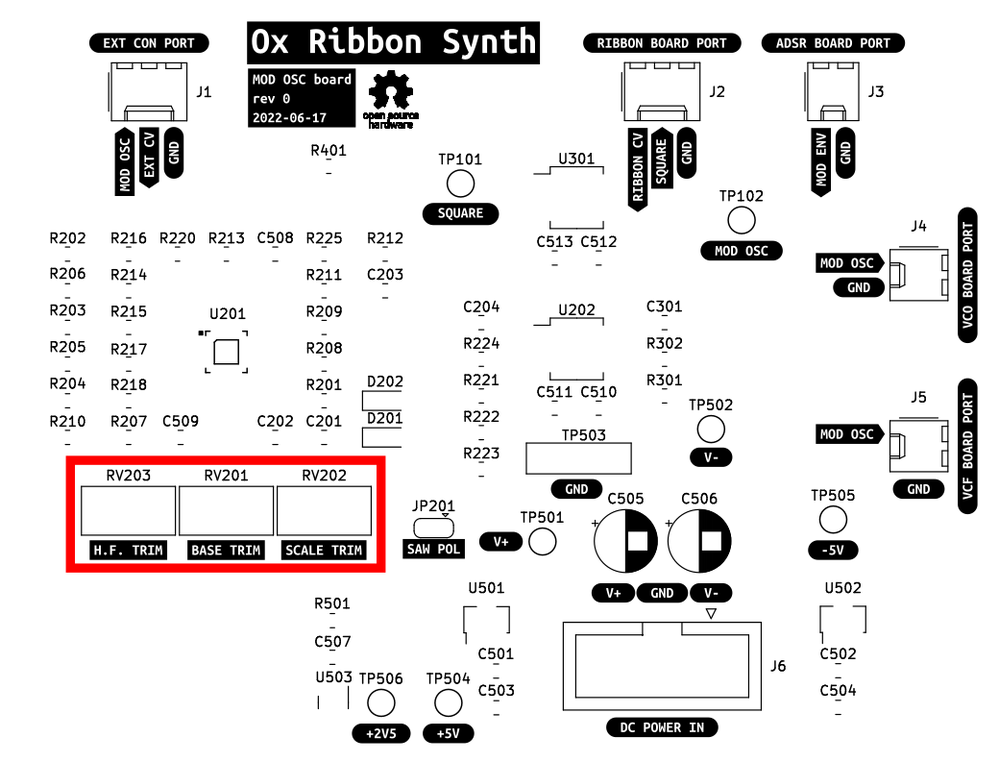 EXT CON PORT
0x Ribbon Synth
RIBBON BOARD PORT
ADSR BOARD PORT
J1
MOD OSC board
rev 0
2022-06-17
open source
hardware
J2
J3
MOD OSC
EXT CV
GND
RIBBON CV
SQUARE
GND
MOD ENV
GND
R401
TP101
SQUARE
U301
TP102
MOD OSC
J4
MOD OSC
GND
VCO BOARD PORT
R202 R216 R220 R213 C508 R225 R212
C513 C512
R206 R214 R211 C203
R203 R215 U201 R209
C204 U202 C301
R205 R217 R208
R224 R302
R204 R218 R201 D202
R221 C511 C510 R301
R210 R207 C509 C202 C201 D201
R222 TP503 TP502
V-
R223
GND
J5
MOD OSC
GND
VCF BOARD PORT
RV203 RV201 RV202
H.F. TRIM BASE TRIM SCALE TRIM
JP201
SAW POL
V+
TP501
C505 C506
+ +
V+ GND V-
TP505
-5V
R501
C507
U503 TP506 TP504
+2V5 +5V
U501
C501
C503
J6
DC POWER IN
U502
C502
C504